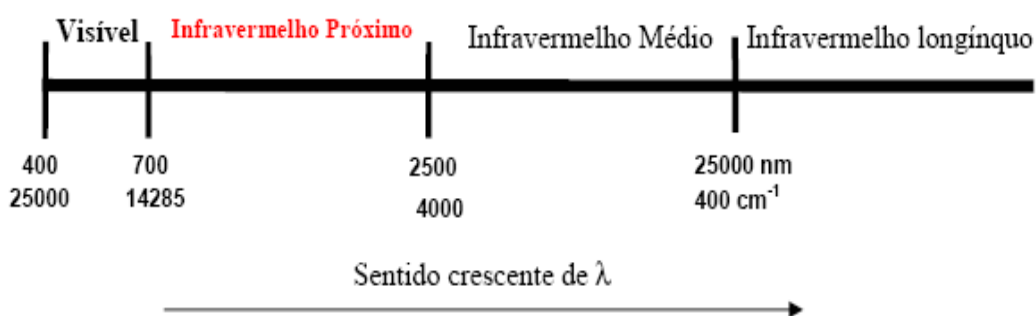 Visível Infravermelho Próximo Infravermelho Médio Infravermelho longínquo
400 700 2500 25000 nm
25000 14285 4000 400 cm⁻¹
Sentido crescente de λ